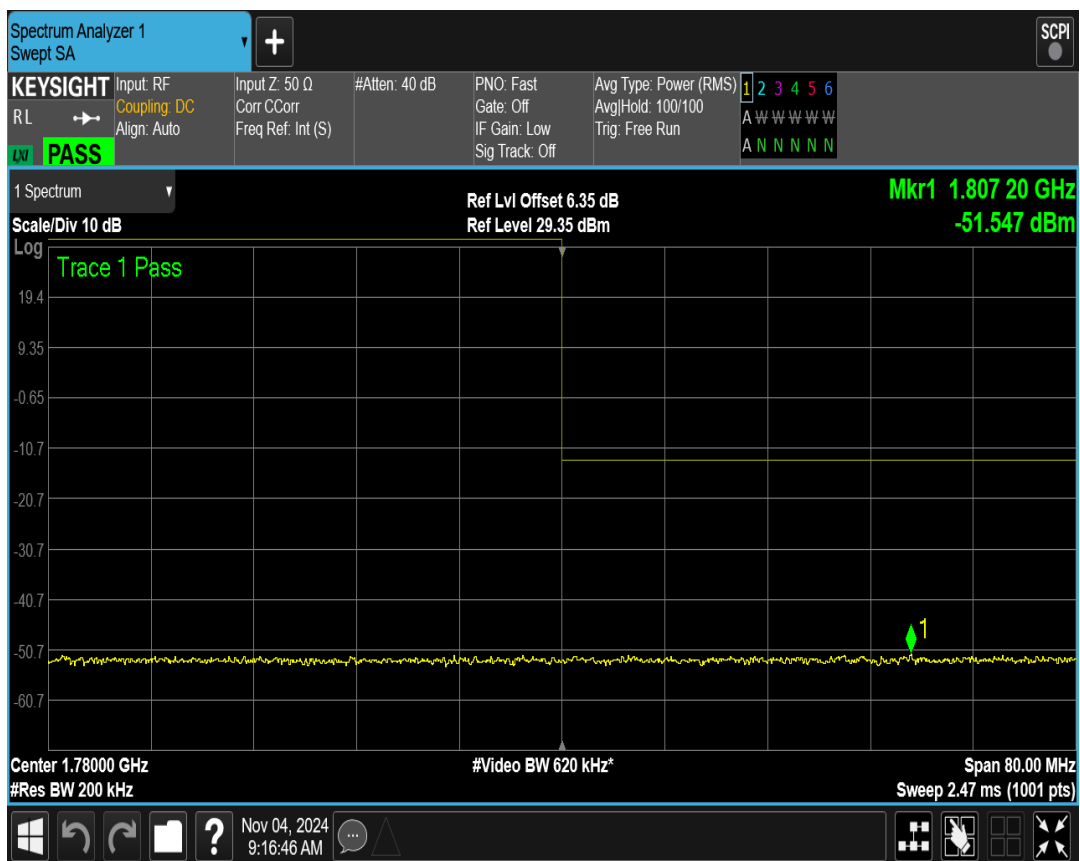 Spectrum Analyzer 1
Swept SA
+
SCPI
KEYSIGHT
RL
LXI PASS
Input: RF
Coupling: DC
Align: Auto
Input Z: 50 Ω
Corr CCorr
Freq Ref: Int (S)
#Atten: 40 dB
PNO: Fast
Gate: Off
IF Gain: Low
Sig Track: Off
Avg Type: Power (RMS)
Avg|Hold: 100/100
Trig: Free Run
1 2 3 4 5 6
A W W W W W
A N N N N N
1 Spectrum
Scale/Div 10 dB
Ref Lvl Offset 6.35 dB
Ref Level 29.35 dBm
Mkr1 1.807 20 GHz
-51.547 dBm
Log
Trace 1 Pass
19.4
9.35
-0.65
-10.7
-20.7
-30.7
-40.7
-50.7
-60.7
1
Center 1.78000 GHz
#Res BW 200 kHz
#Video BW 620 kHz*
Span 80.00 MHz
Sweep 2.47 ms (1001 pts)
?
Nov 04, 2024
9:16:46 AM